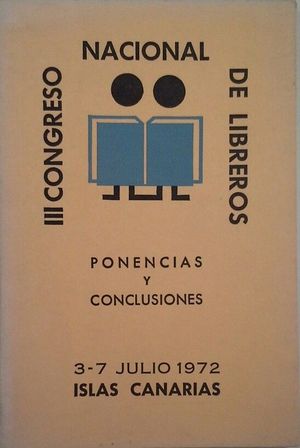 III CONGRESO
NACIONAL
DE LIBREROS
PONENCIAS
Y
CONCLUSIONES
3-7 JULIO 1972
ISLAS CANARIAS